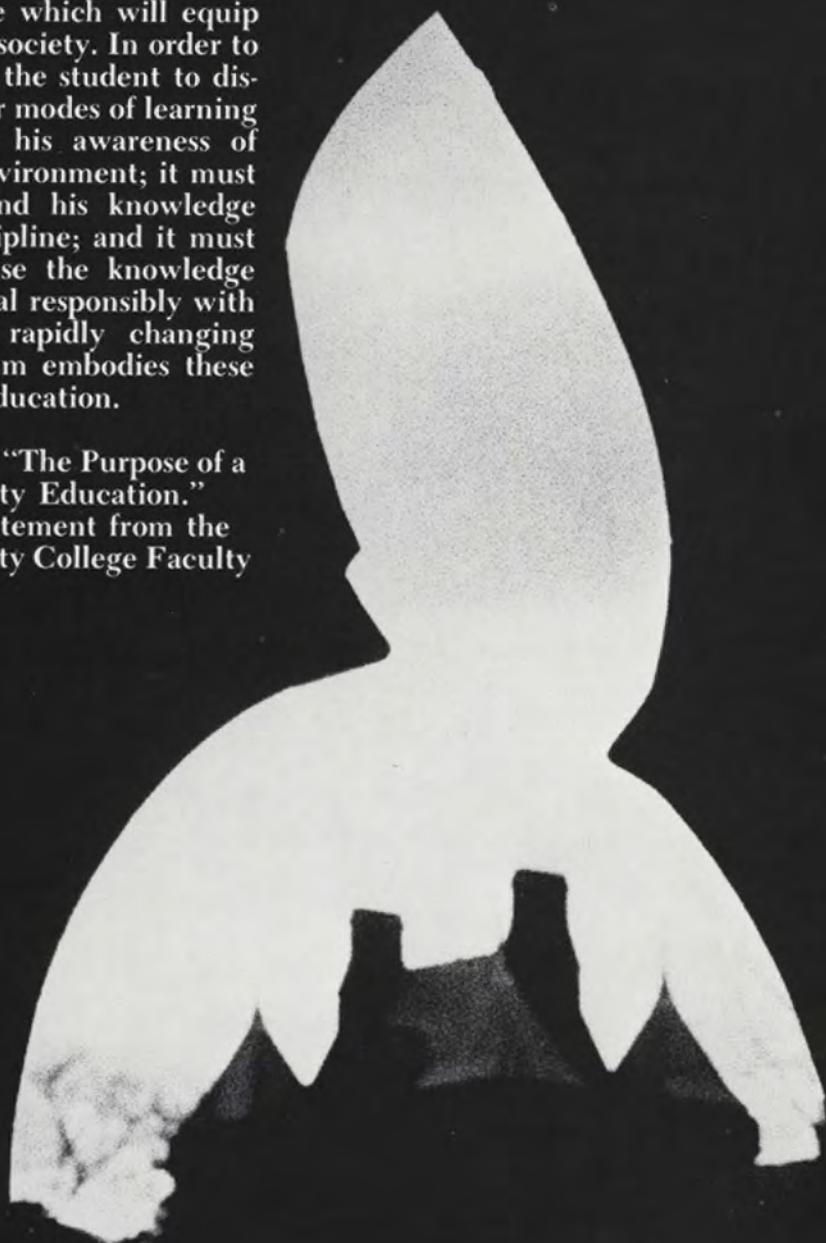 which will equip
society. In order to
the student to dis-
modes of learning
his awareness of
vironment; it must
nd his knowledge
ipline; and it must
se the knowledge
al responsibly with
rapidly changing
m embodies these
ducation.
“The Purpose of a
ty Education.”
tement from the
ty College Faculty